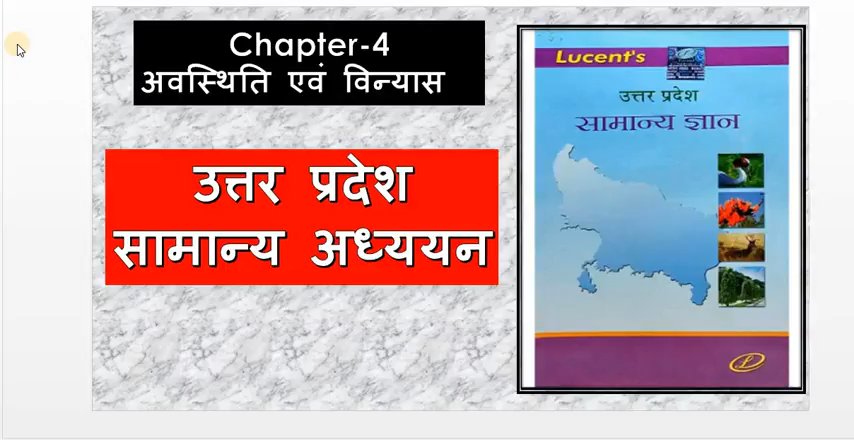 Chapter-4
अवस्थिति एवं विन्यास
उत्तर प्रदेश
सामान्य अध्ययन
Lucent's
उत्तर प्रदेश
सामान्य ज्ञान